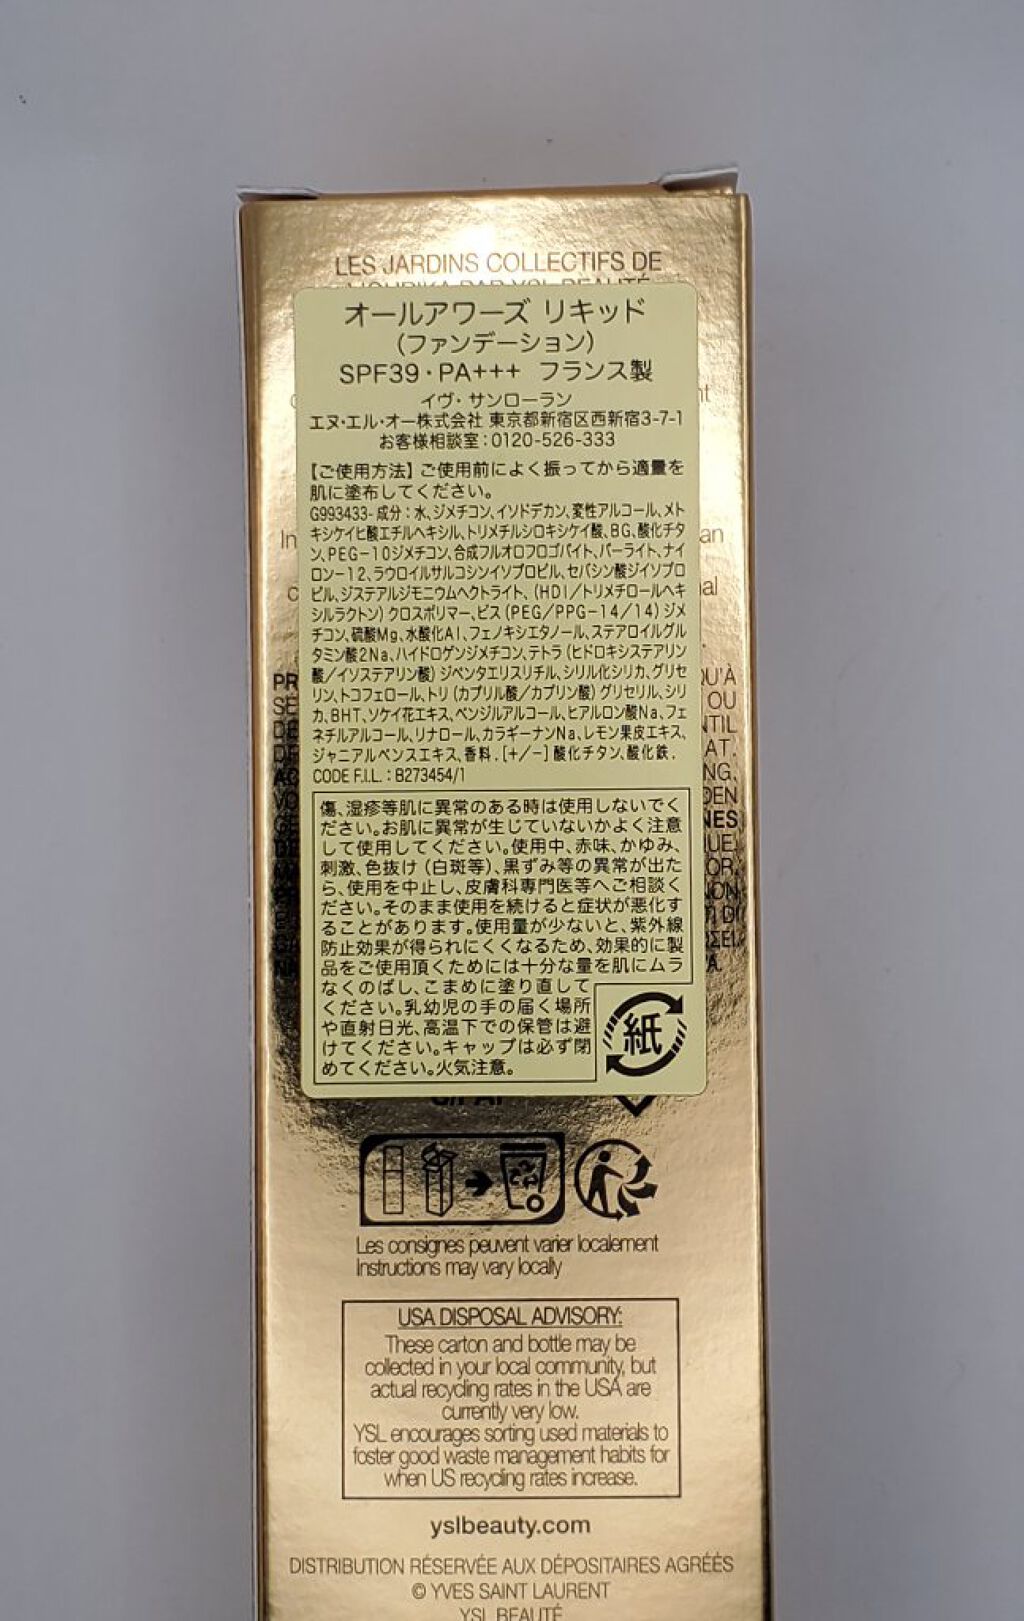 LES JARDINS COLLECTIFS DE
オールアワーズ リキッド
(ファンデーション)
SPF39・PA+++ フランス製
イヴ・サンローラン
エヌ・エル・オー株式会社 東京都新宿区西新宿3-7-1
お客様相談室:0120-526-333
【ご使用方法】ご使用前によく振ってから適量を
肌に塗布してください。
G993433-成分:水、ジメチコン、イソドデカン、変性アルコール、メト
キシケイヒ酸エチルヘキシル、トリメチルシロキシケイ酸、BG、酸化チタ
ン、PEG-10ジメチコン、合成フルオロフロゴパイト、パーライト、ナイ
ロン-12、ラウロイルサルコシンイソプロピル、セバシン酸ジイソプロ
ピル、ジステアルジモニウムヘクトライト、(HDI/トリメチロールヘキ
シルラクトン)クロスポリマー、ビス(PEG/PPG-14/14)ジメ
チコン、硫酸Mg、水酸化Al、フェノキシエタノール、ステアロイルグル
タミン酸2Na、ハイドロゲンジメチコン、テトラ(ヒドロキシステアリン
酸/イソステアリン酸)ジペンタエリスリチル、シリル化シリカ、グリセ
リン、トコフェロール、トリ(カプリル酸/カプリン酸)グリセリル、シリ
カ、BHT、ソケイ花エキス、ベンジルアルコール、ヒアルロン酸Na、フェ
ネチルアルコール、リナロール、カラギーナンNa、レモン果皮エキス、
ジャニアルベンスエキス、香料.[+/-]酸化チタン、酸化鉄.
CODE F.I.L.:B273454/1
傷、湿疹等肌に異常のある時は使用しないでく
ださい。お肌に異常が生じていないかよく注意
して使用してください。使用中、赤味、かゆみ、
刺激、色抜け(白斑等)、黒ずみ等の異常が出た
ら、使用を中止し、皮膚科専門医等へご相談く
ださい。そのまま使用を続けると症状が悪化す
ることがあります。使用量が少ないと、紫外線
防止効果が得られにくくなるため、効果的に製
品をご使用頂くためには十分な量を肌にムラ
なくのばし、こまめに塗り直して
ください。乳幼児の手の届く場所
や直射日光、高温下での保管は避
けてください。キャップは必ず閉
めてください。火気注意。
紙
Les consignes peuvent varier localement
Instructions may vary locally
USA DISPOSAL ADVISORY:
These carton and bottle may be
collected in your local community, but
actual recycling rates in the USA are
currently very low.
YSL encourages sorting used materials to
foster good waste management habits for
when US recycling rates increase.
yslbeauty.com
DISTRIBUTION RÉSERVÉE AUX DÉPOSITAIRES AGRÉÉS
© YVES SAINT LAURENT
YSL BEAUTÉ